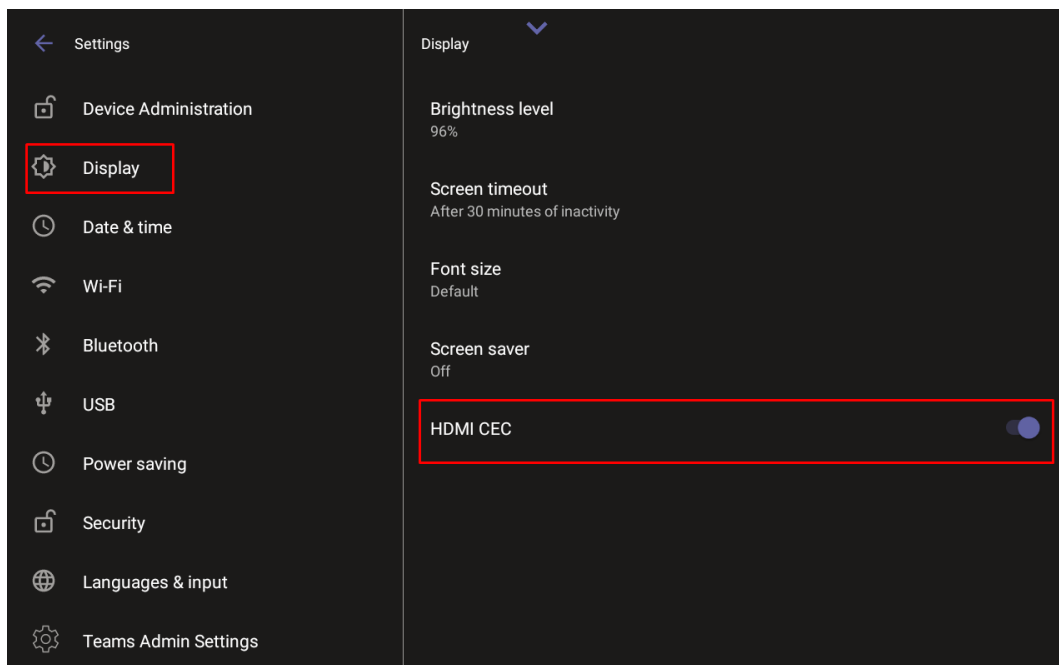 Settings
Device Administration
Display
Date & time
Wi-Fi
Bluetooth
USB
Power saving
Security
Languages & input
Teams Admin Settings
Display
Brightness level
96%
Screen timeout
After 30 minutes of inactivity
Font size
Default
Screen saver
Off
HDMI CEC